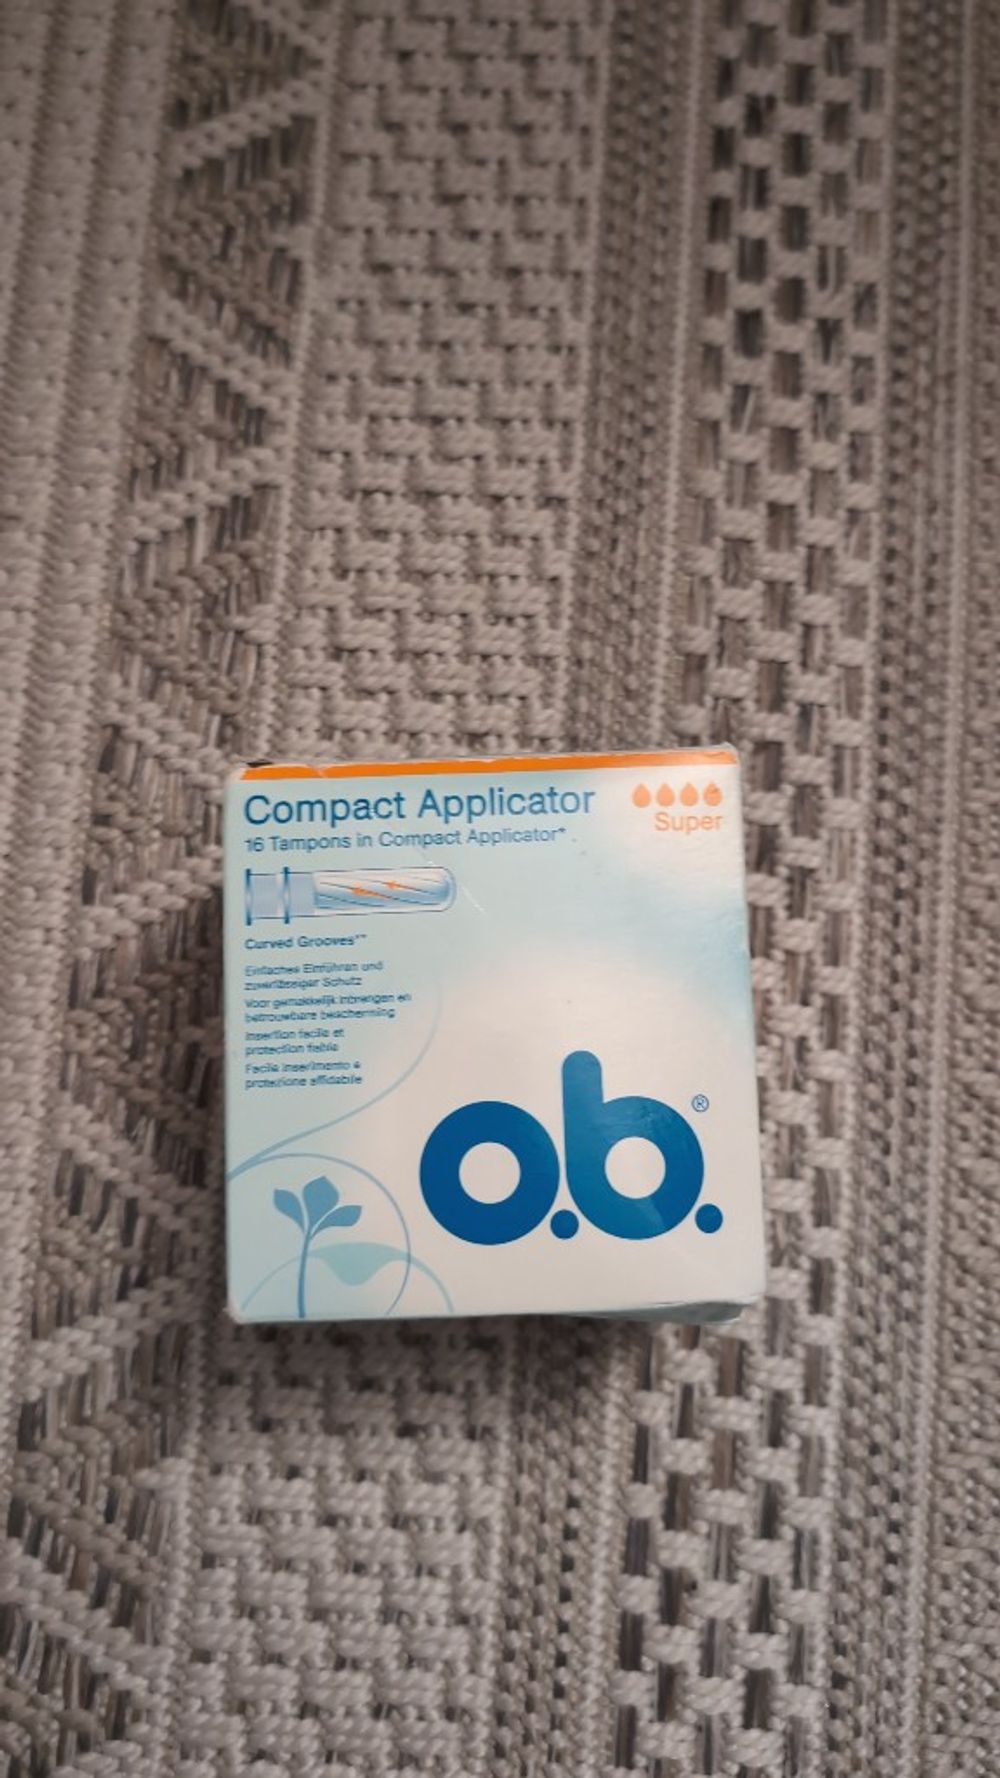 Compact Applicator
Super
16 Tampons in Compact Applicator*
Curved Grooves™
Einfaches Einführen und
zuverlässiger Schutz
Voor gemakkelijk inbrengen en
betrouwbare bescherming
Insertion facile et
protection fiable
Facile inserimento e
protezione affidabile
o.b.®